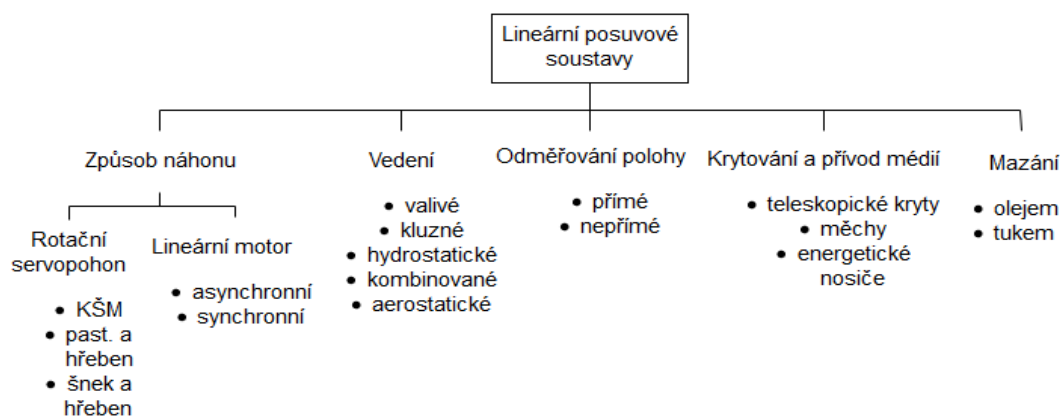 Lineární posuvové
soustavy
Způsob náhonu
Vedení
Odměřování polohy
Krytování a přívod médií
Mazání
Rotační
servopohon
• KŠM
• past. a
hřeben
• šnek a
hřeben
Lineární motor
• asynchronní
• synchronní
• valivé
• kluzné
• hydrostatické
• kombinované
• aerostatické
• přímé
• nepřímé
• teleskopické kryty
• měchy
• energetické
nosiče
• olejem
• tukem